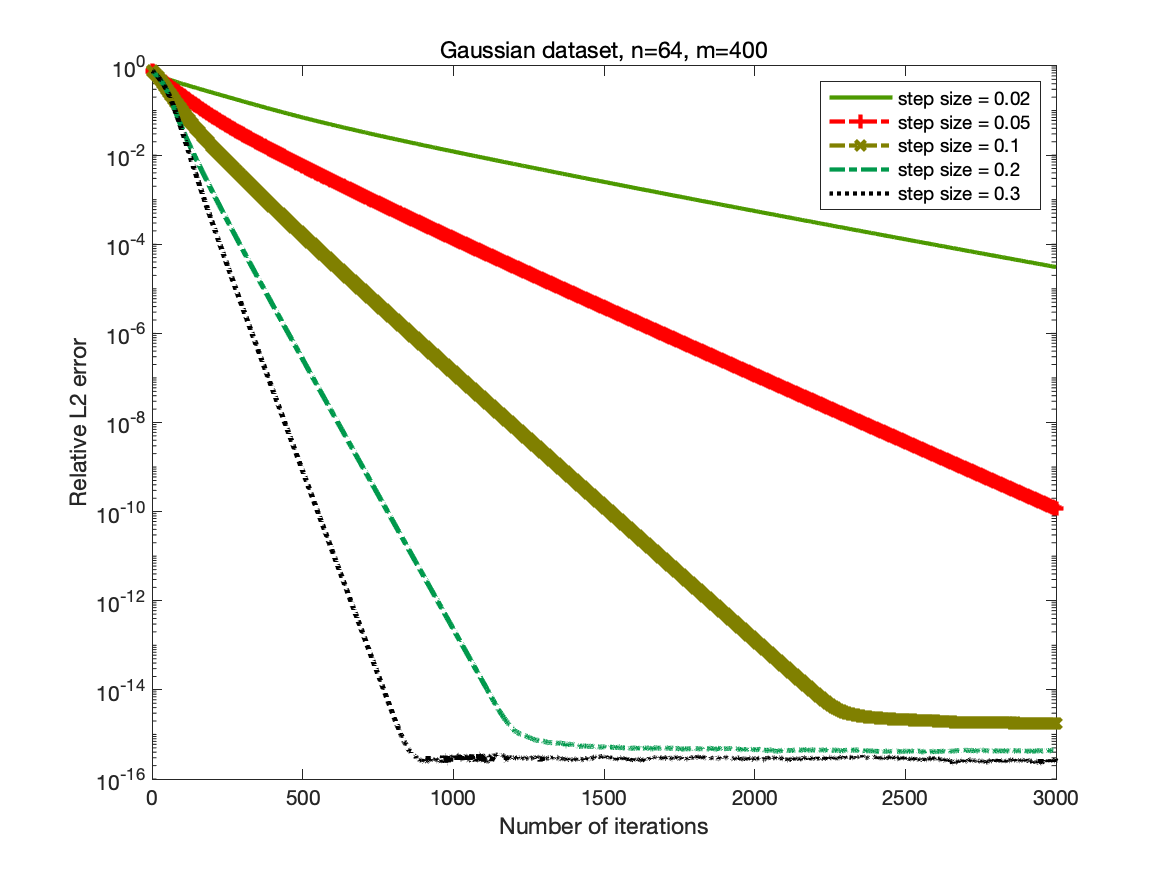 Gaussian dataset, n=64, m=400
step size = 0.02
step size = 0.05
step size = 0.1
step size = 0.2
step size = 0.3
Relative L2 error
10^0
10^-2
10^-4
10^-6
10^-8
10^-10
10^-12
10^-14
10^-16
0 500 1000 1500 2000 2500 3000
Number of iterations